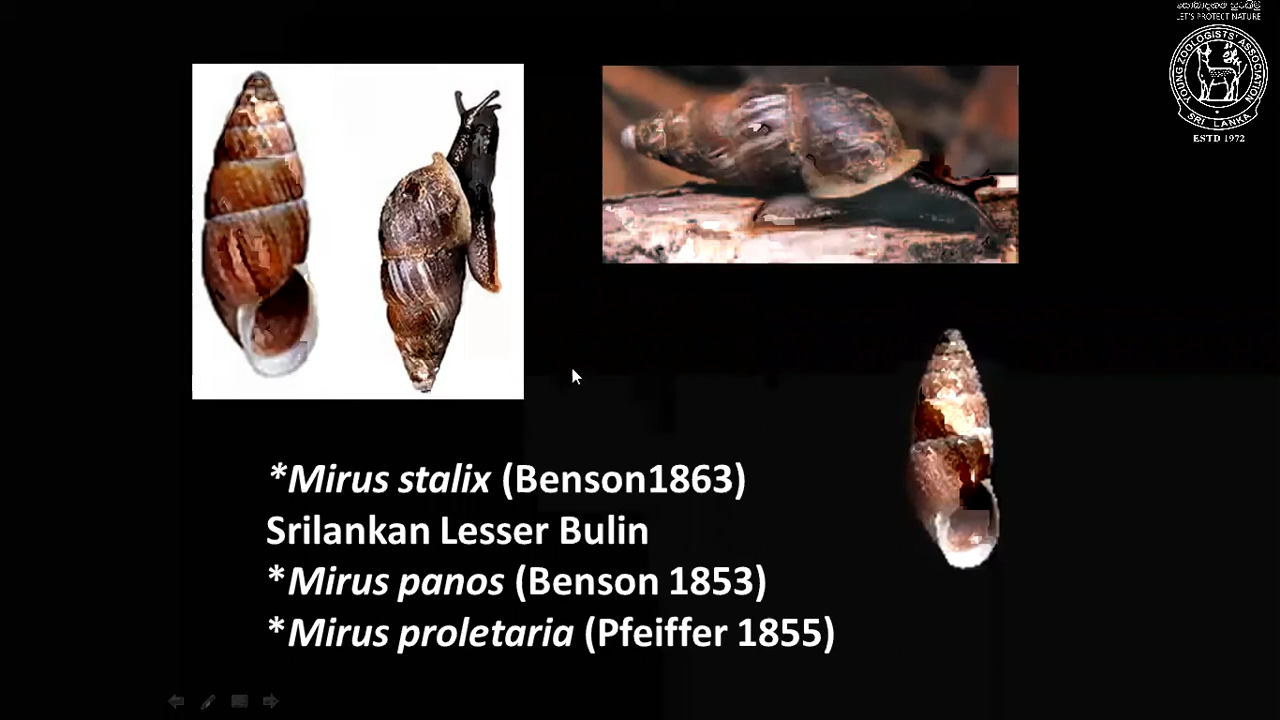 LET'S PROTECT NATURE
YOUNG ZOOLOGISTS' ASSOCIATION
SRI LANKA
ESTD 1972
*Mirus stalix (Benson1863)
Srilankan Lesser Bulin
*Mirus panos (Benson 1853)
*Mirus proletaria (Pfeiffer 1855)